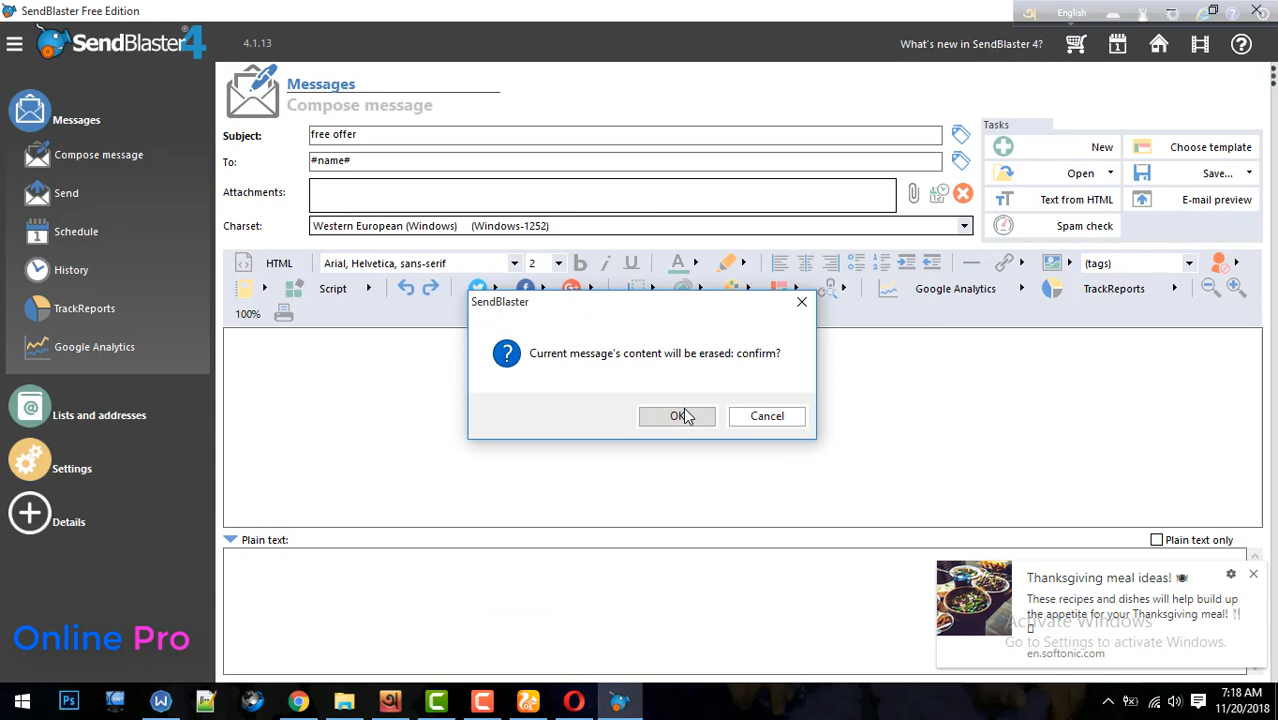 SendBlaster Free Edition
English
SendBlaster 4
4.1.13
What's new in SendBlaster 4?
1
Messages
Compose message
Messages
Compose message
Send
Schedule
History
TrackReports
Google Analytics
Lists and addresses
Settings
Details
Online Pro
Subject: free offer
To: #name#
Attachments:
Charset: Western European (Windows) (Windows-1252)
Tasks
New
Choose template
Open
Save...
Text from HTML
E-mail preview
Spam check
HTML
Arial, Helvetica, sans-serif
2
b i U
A
(tags)
Script
Google Analytics
TrackReports
100%
SendBlaster
Current message's content will be erased: confirm?
OK
Cancel
Plain text:
Plain text only
Thanksgiving meal ideas!
These recipes and dishes will help build up
the appetite for your Thanksgiving meal!
en.softonic.com
Activate Windows
Go to Settings to activate Windows.
Ps
7:18 AM
11/20/2018